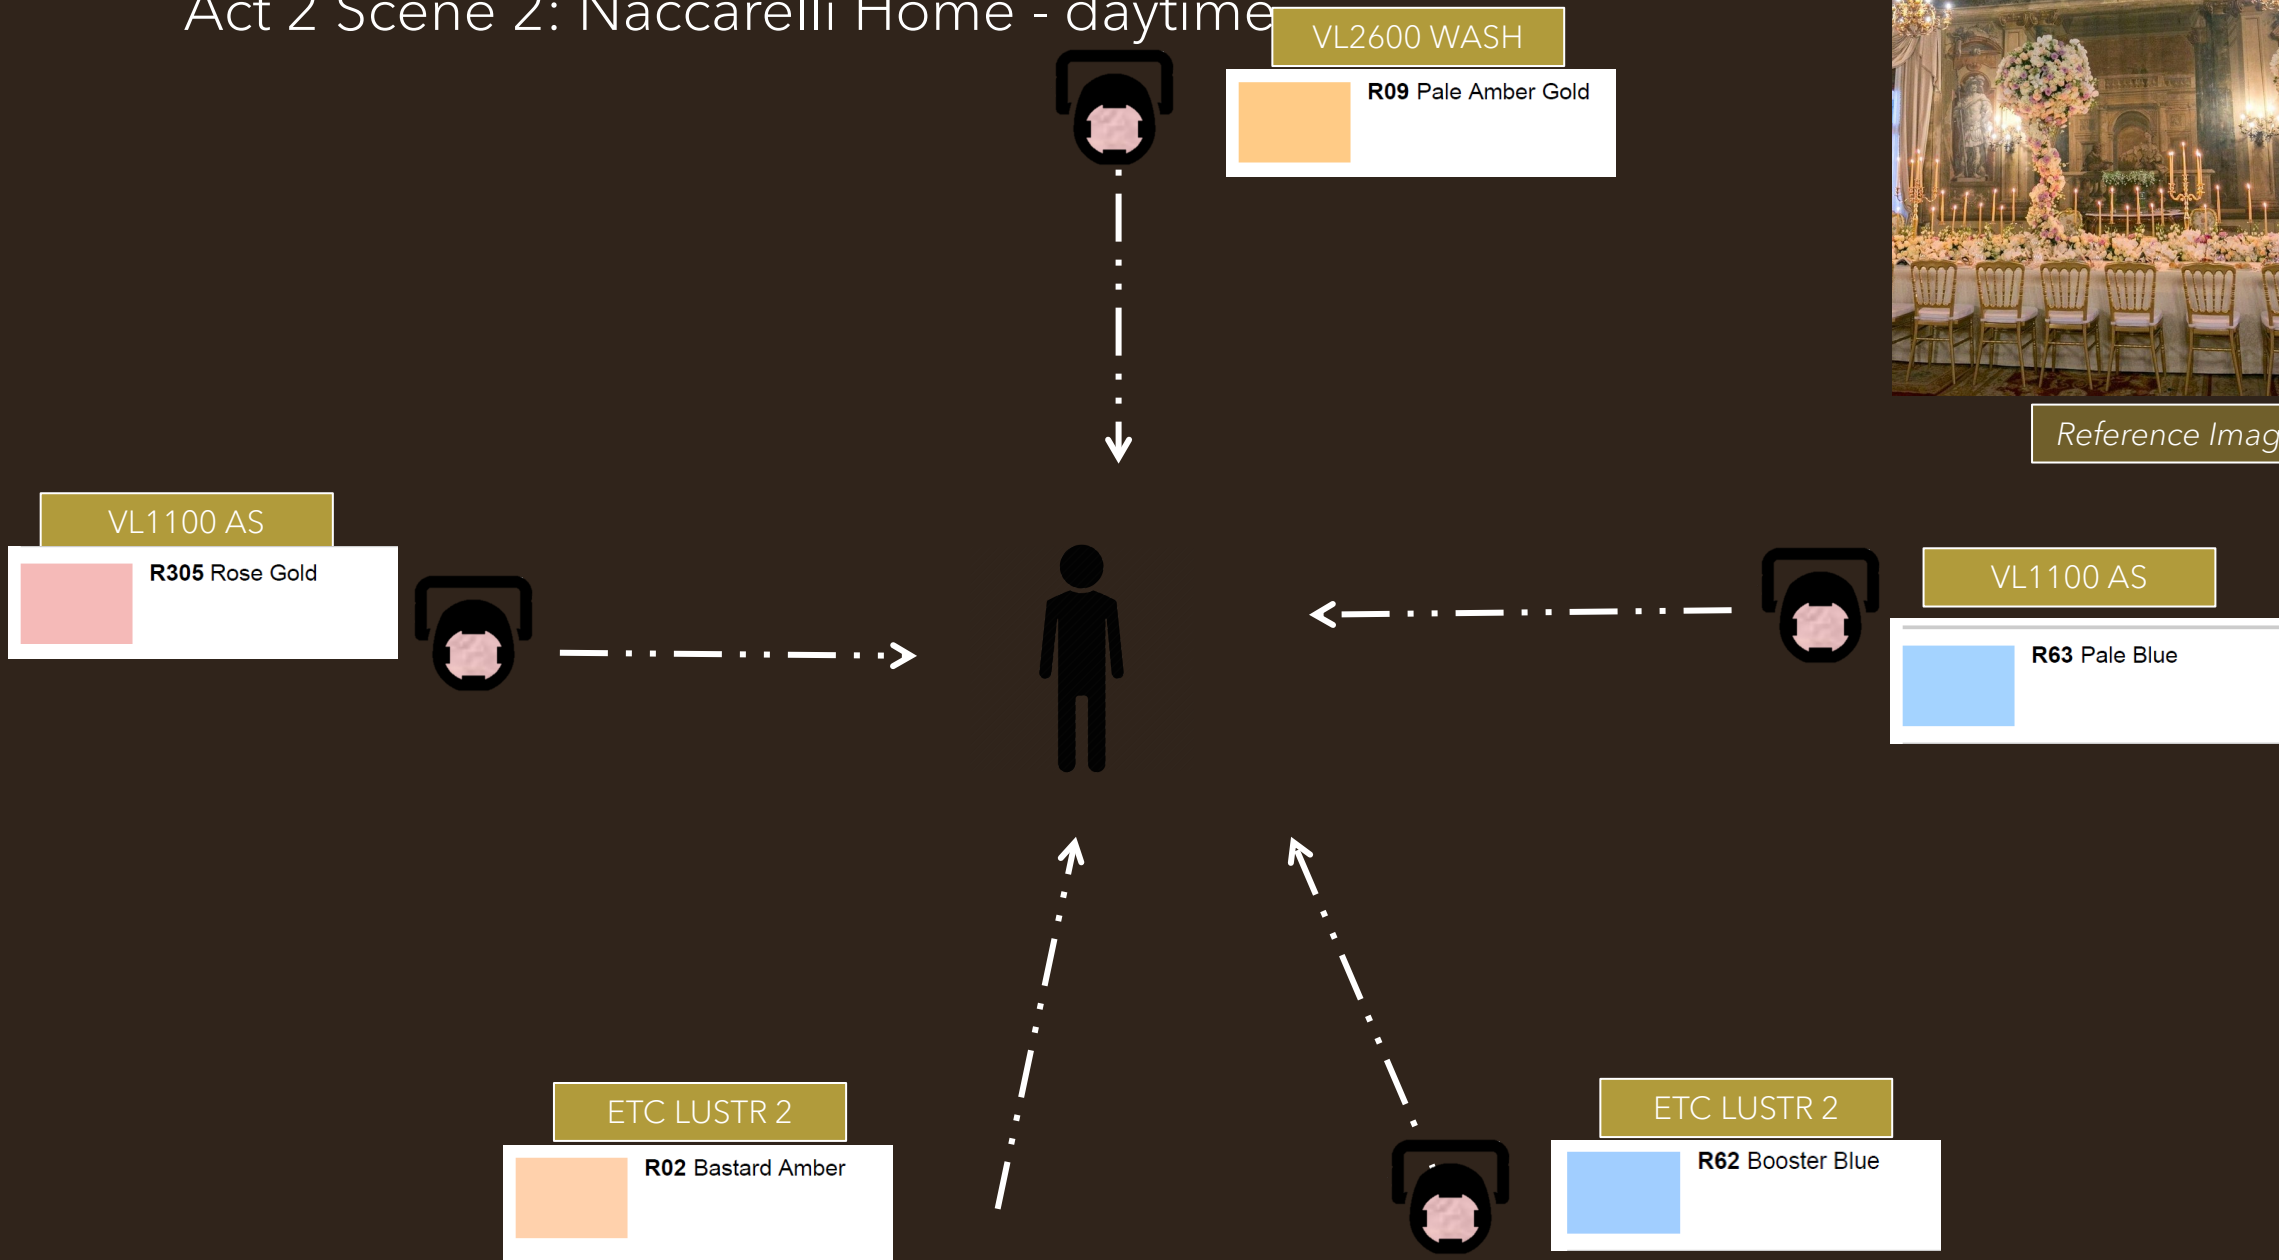 Act 2 Scene 2: Naccarelli Home - daytime
VL2600 WASH
R09 Pale Amber Gold
Reference Imag
VL1100 AS
R305 Rose Gold
VL1100 AS
R63 Pale Blue
ETC LUSTR 2
R02 Bastard Amber
ETC LUSTR 2
R62 Booster Blue